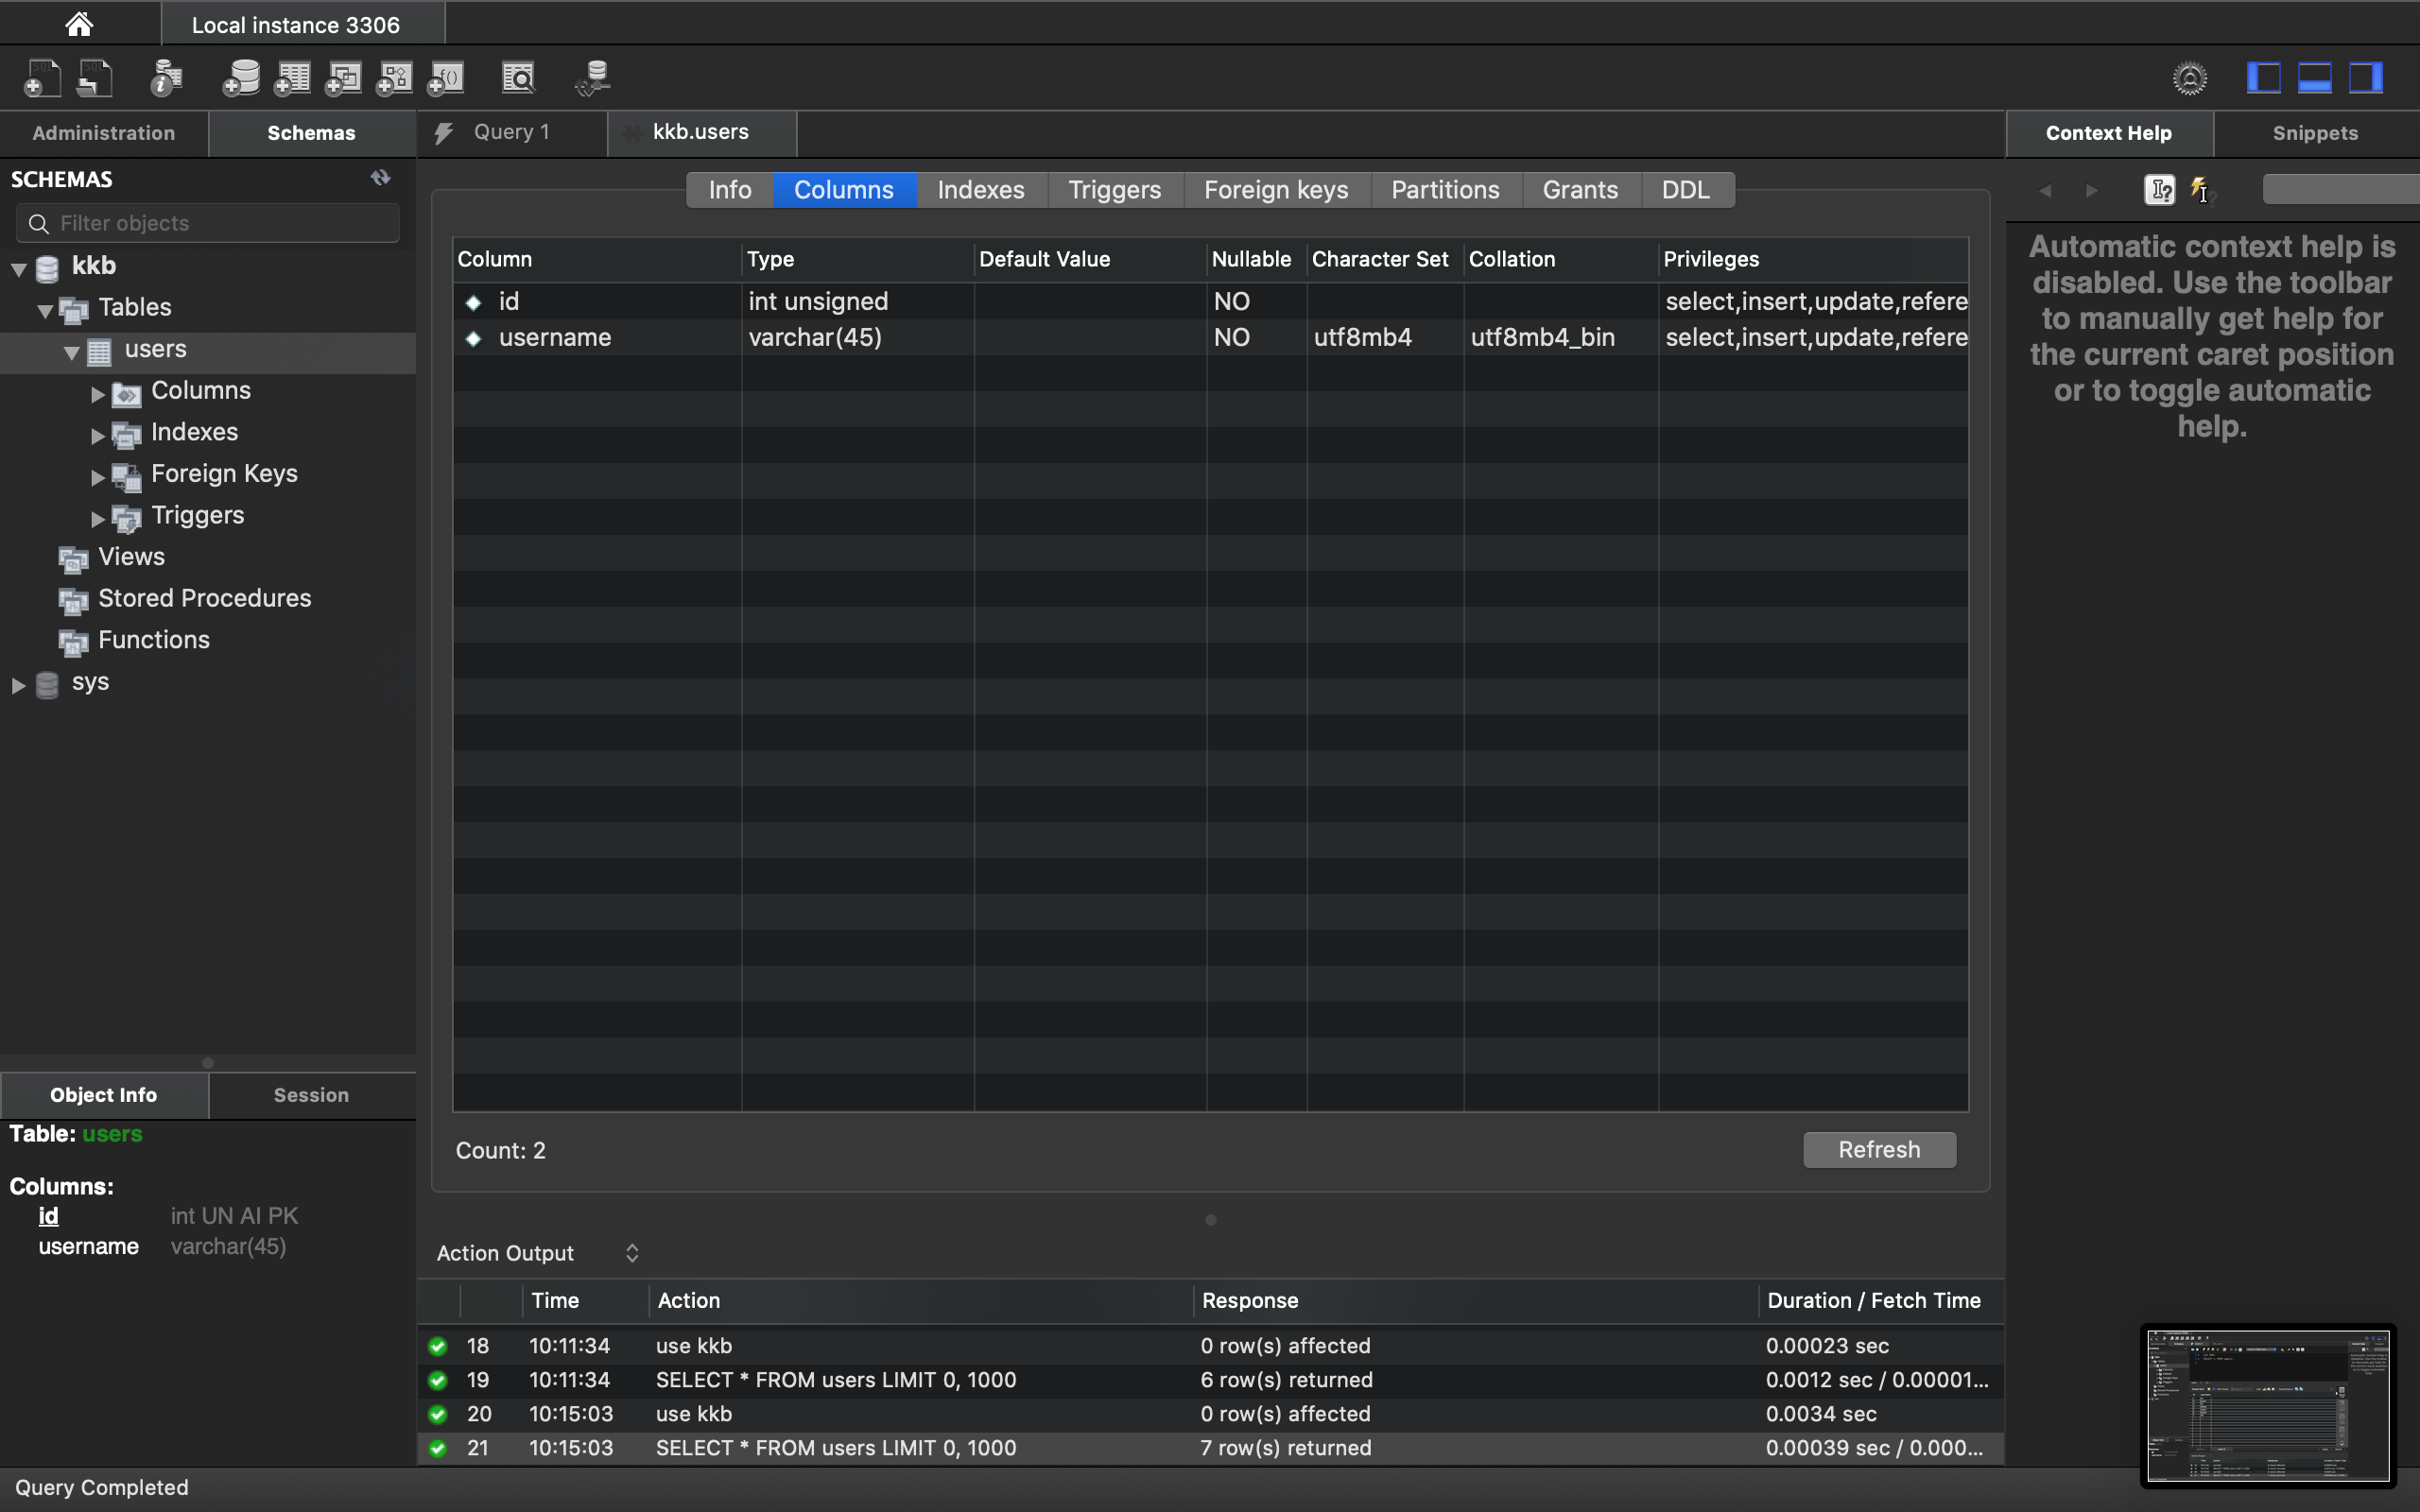 Local instance 3306
Administration
Schemas
Query 1
kkb.users
Context Help
Snippets
SCHEMAS
Filter objects
kkb
Tables
users
Columns
Indexes
Foreign Keys
Triggers
Views
Stored Procedures
Functions
sys
Info
Columns
Indexes
Triggers
Foreign keys
Partitions
Grants
DDL
Column Type Default Value Nullable Character Set Collation Privileges
id int unsigned NO select,insert,update,refere
username varchar(45) NO utf8mb4 utf8mb4_bin select,insert,update,refere
Count: 2
Refresh
Automatic context help is
disabled. Use the toolbar
to manually get help for
the current caret position
or to toggle automatic
help.
Object Info
Session
Table: users
Columns:
id int UN AI PK
username varchar(45)
Action Output
Time Action Response Duration / Fetch Time
18 10:11:34 use kkb 0 row(s) affected 0.00023 sec
19 10:11:34 SELECT * FROM users LIMIT 0, 1000 6 row(s) returned 0.0012 sec / 0.00001...
20 10:15:03 use kkb 0 row(s) affected 0.0034 sec
21 10:15:03 SELECT * FROM users LIMIT 0, 1000 7 row(s) returned 0.00039 sec / 0.000...
Query Completed